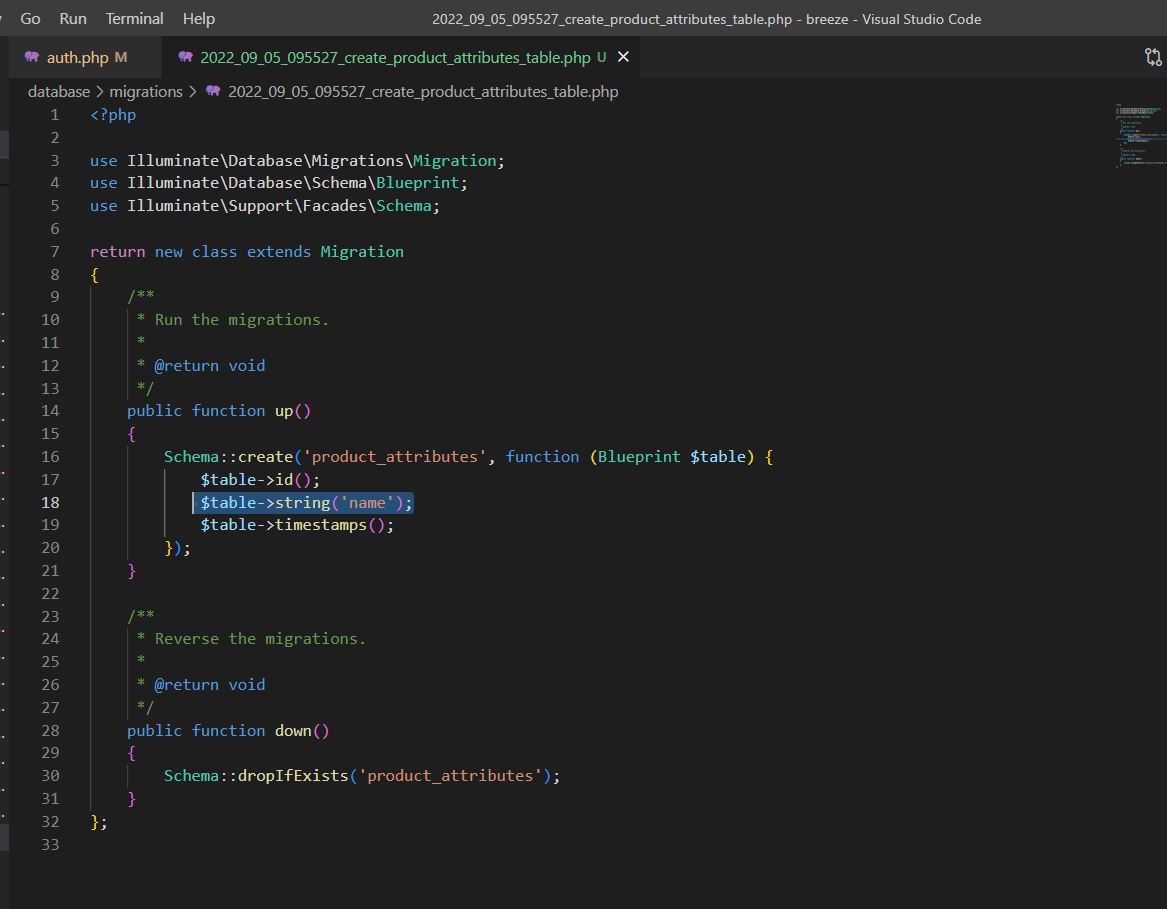 Go Run Terminal Help 2022_09_05_095527_create_product_attributes_table.php - breeze - Visual Studio Code
auth.php M 2022_09_05_095527_create_product_attributes_table.php U
database > migrations > 2022_09_05_095527_create_product_attributes_table.php
1 <?php
2
3 use Illuminate\Database\Migrations\Migration;
4 use Illuminate\Database\Schema\Blueprint;
5 use Illuminate\Support\Facades\Schema;
6
7 return new class extends Migration
8 {
9 /**
10 * Run the migrations.
11 *
12 * @return void
13 */
14 public function up()
15 {
16 Schema::create('product_attributes', function (Blueprint $table) {
17 $table->id();
18 $table->string('name');
19 $table->timestamps();
20 });
21 }
22
23 /**
24 * Reverse the migrations.
25 *
26 * @return void
27 */
28 public function down()
29 {
30 Schema::dropIfExists('product_attributes');
31 }
32 };
33